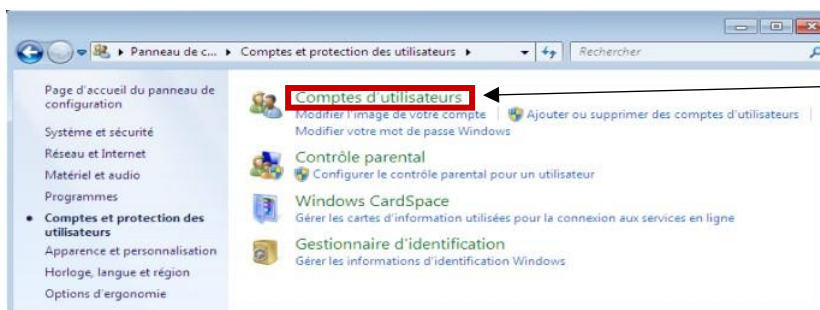 Panneau de c... Comptes et protection des utilisateurs Rechercher
Page d'accueil du panneau de
configuration
Système et sécurité
Réseau et Internet
Matériel et audio
Programmes
Comptes et protection des
utilisateurs
Apparence et personnalisation
Horloge, langue et région
Options d'ergonomie
Comptes d'utilisateurs
Modifier l'image de votre compte Ajouter ou supprimer des comptes d'utilisateurs
Modifier votre mot de passe Windows
Contrôle parental
Configurer le contrôle parental pour un utilisateur
Windows CardSpace
Gérer les cartes d'information utilisées pour la connexion aux services en ligne
Gestionnaire d'identification
Gérer les informations d'identification Windows